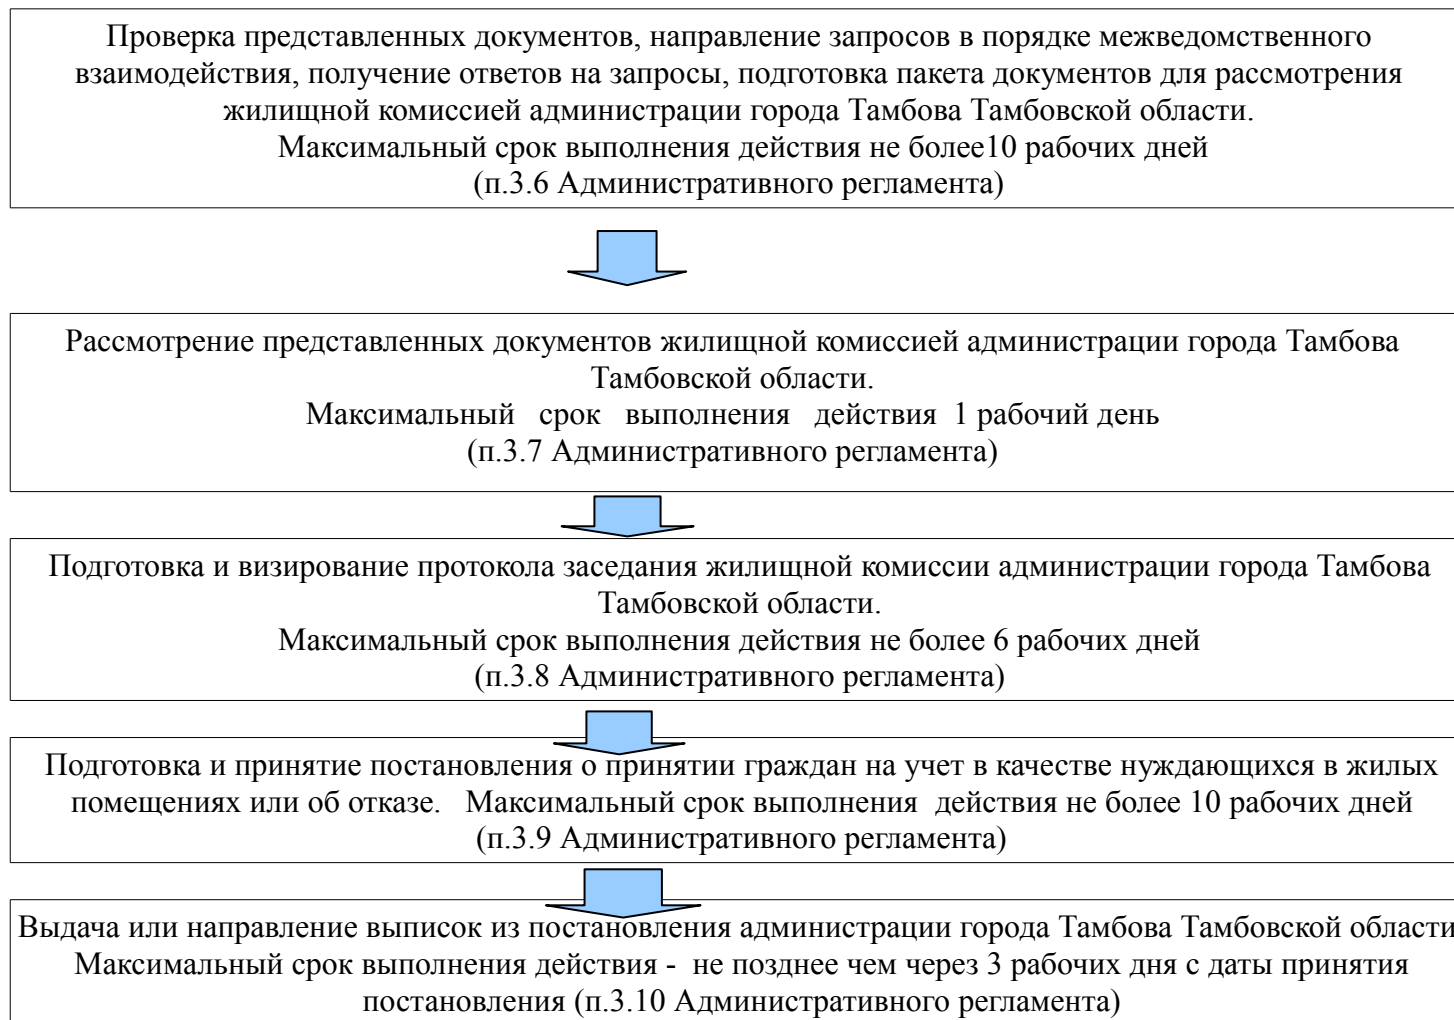 Проверка представленных документов, направление запросов в порядке межведомственного
взаимодействия, получение ответов на запросы, подготовка пакета документов для рассмотрения
жилищной комиссией администрации города Тамбова Тамбовской области.
Максимальный срок выполнения действия не более10 рабочих дней
(п.3.6 Административного регламента)
Рассмотрение представленных документов жилищной комиссией администрации города Тамбова
Тамбовской области.
Максимальный срок выполнения действия 1 рабочий день
(п.3.7 Административного регламента)
Подготовка и визирование протокола заседания жилищной комиссии администрации города Тамбова
Тамбовской области.
Максимальный срок выполнения действия не более 6 рабочих дней
(п.3.8 Административного регламента)
Подготовка и принятие постановления о принятии граждан на учет в качестве нуждающихся в жилых
помещениях или об отказе. Максимальный срок выполнения действия не более 10 рабочих дней
(п.3.9 Административного регламента)
Выдача или направление выписок из постановления администрации города Тамбова Тамбовской области
Максимальный срок выполнения действия - не позднее чем через 3 рабочих дня с даты принятия
постановления (п.3.10 Административного регламента)